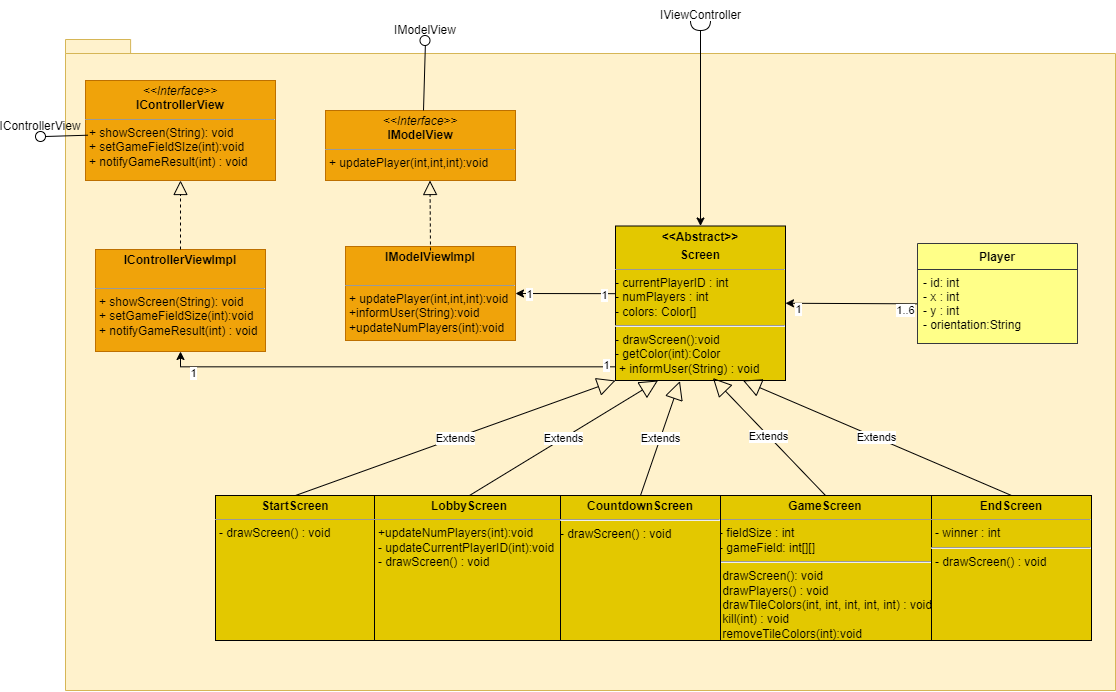 IViewController
IModelView
IControllerView
<<Interface>>
IControllerView
+ showScreen(String): void
+ setGameFieldSIze(int):void
+ notifyGameResult(int) : void
<<Interface>>
IModelView
+ updatePlayer(int,int,int):void
IControllerViewImpl
+ showScreen(String): void
+ setGameFieldSize(int):void
+ notifyGameResult(int) : void
IModelViewImpl
+ updatePlayer(int,int,int):void
+informUser(String):void
+updateNumPlayers(int):void
<<Abstract>>
Screen
- currentPlayerID : int
- numPlayers : int
- colors: Color[]
- drawScreen():void
- getColor(int):Color
+ informUser(String) : void
Player
- id: int
- x : int
- y : int
- orientation:String
1
1
1
1..6
1
1
Extends
Extends
Extends
Extends
Extends
StartScreen
- drawScreen() : void
LobbyScreen
+updateNumPlayers(int):void
- updateCurrentPlayerID(int):void
- drawScreen() : void
CountdownScreen
- drawScreen() : void
GameScreen
- fieldSize : int
- gameField: int[][]
drawScreen(): void
drawPlayers() : void
drawTileColors(int, int, int, int, int) : void
kill(int) : void
removeTileColors(int):void
EndScreen
- winner : int
- drawScreen() : void